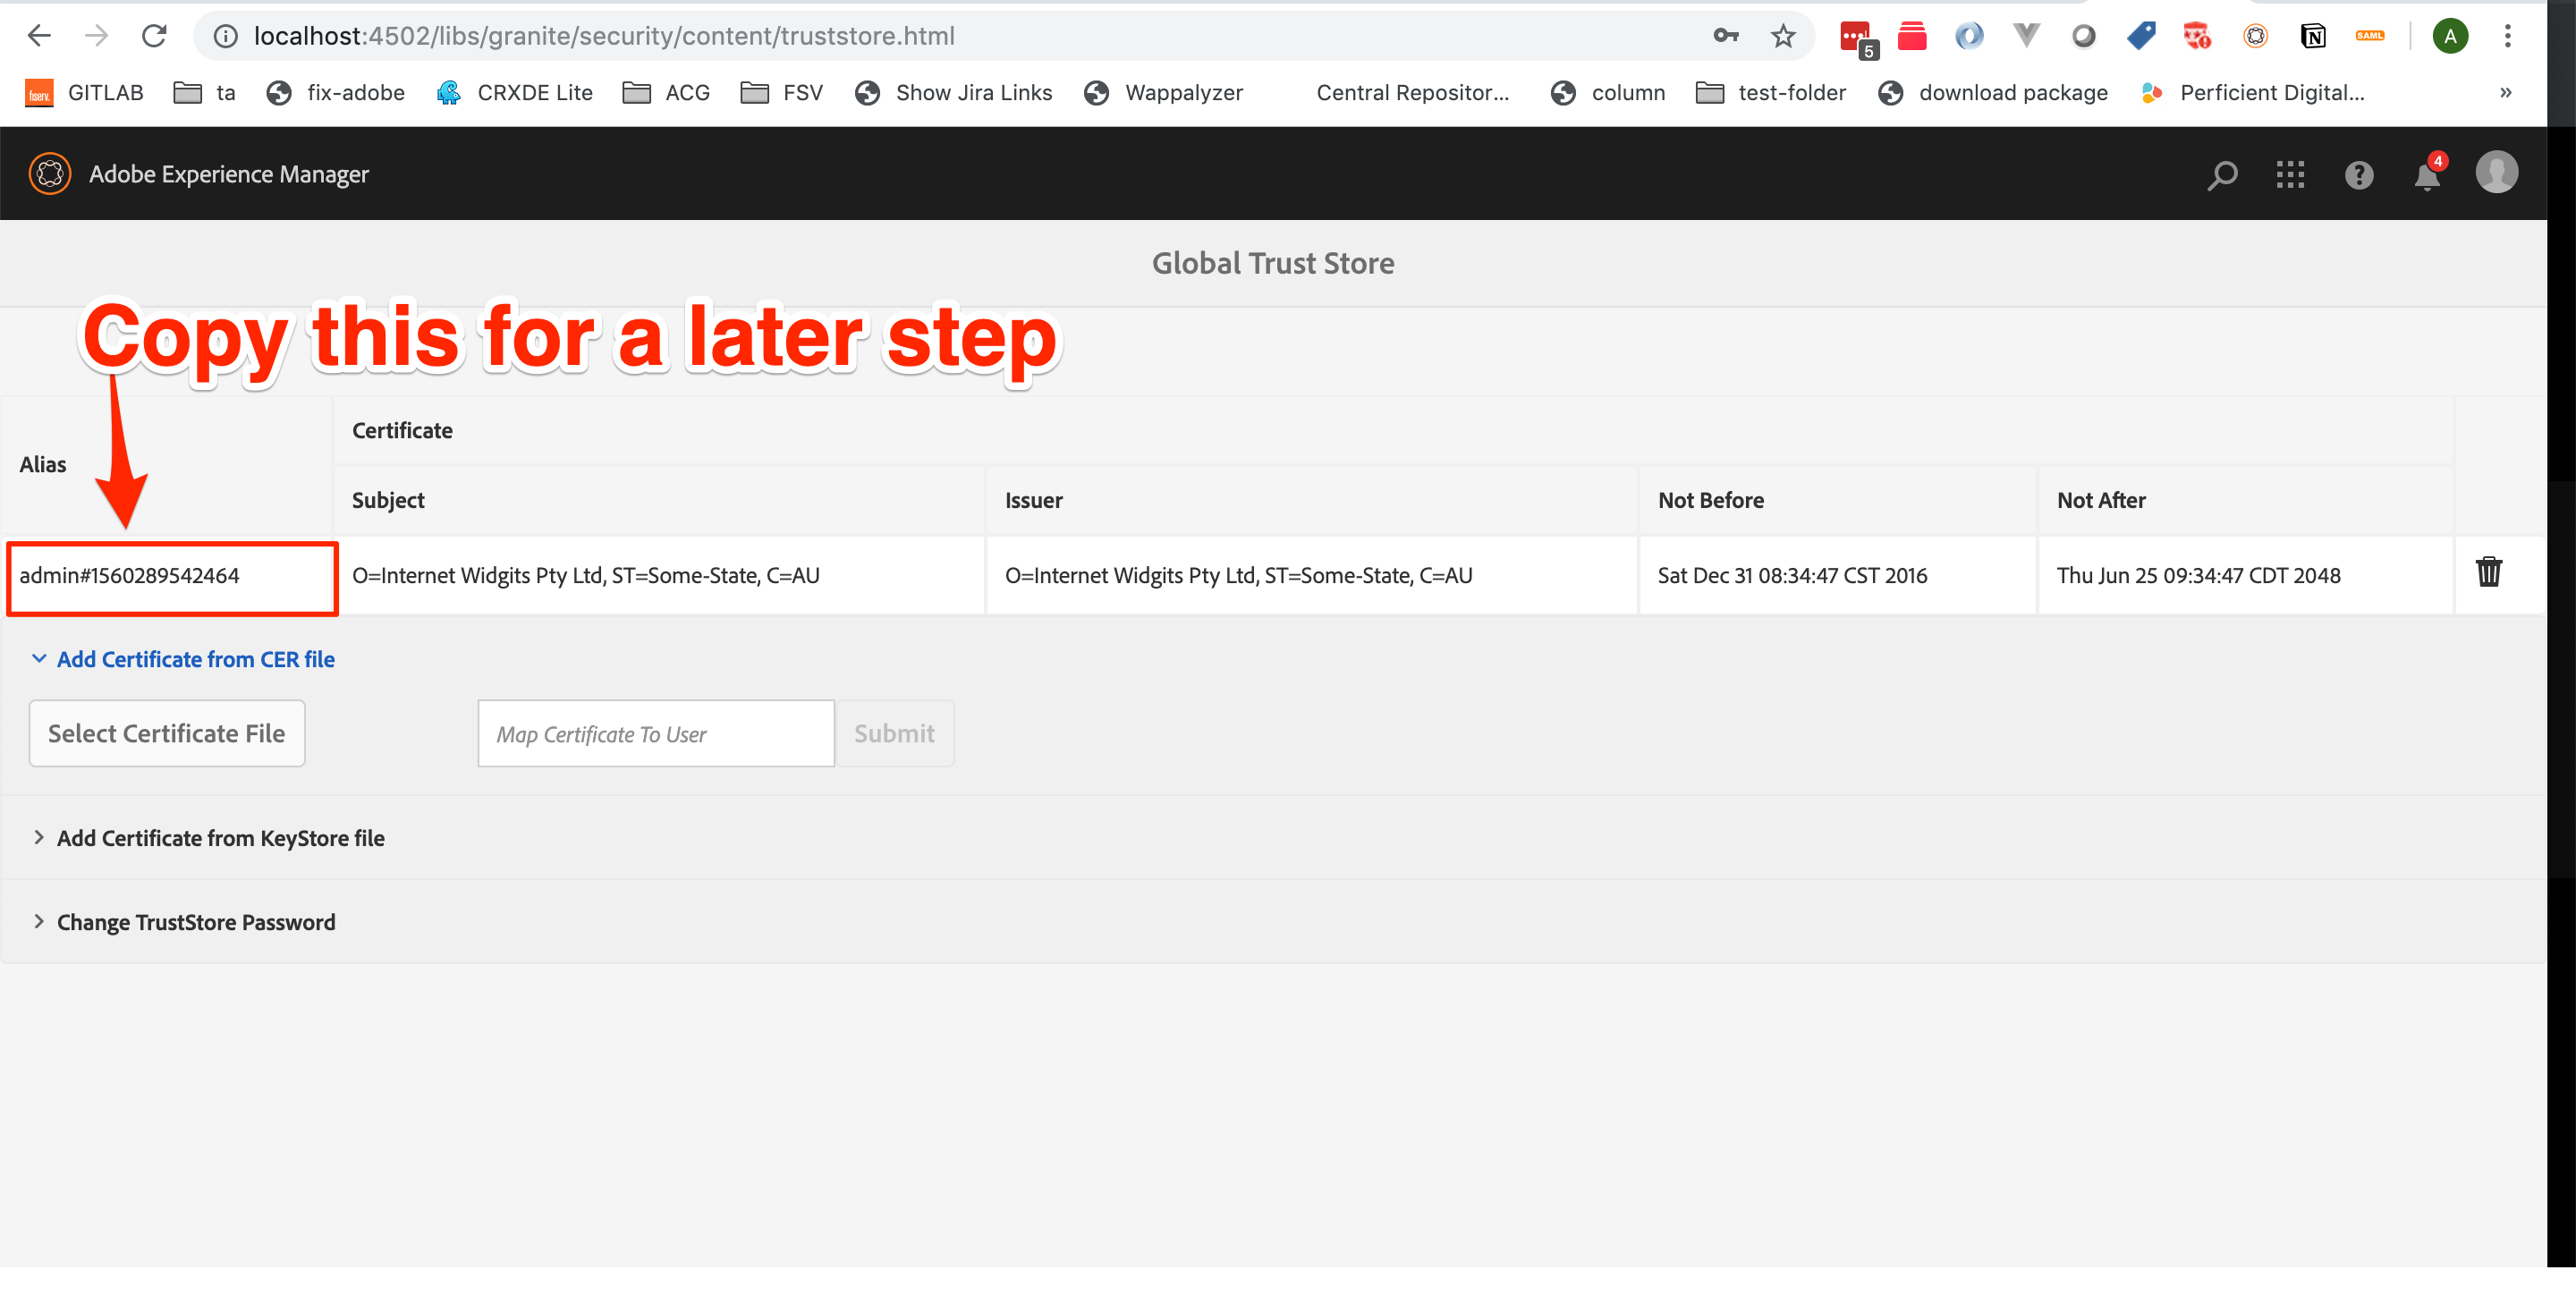 localhost:4502/libs/granite/security/content/truststore.html
5
SAML
A
fiserv.
GITLAB
ta
fix-adobe
CRXDE Lite
ACG
FSV
Show Jira Links
Wappalyzer
Central Repositor...
column
test-folder
download package
Perficient Digital...
»
Adobe Experience Manager
4
Global Trust Store
Copy this for a later step
Alias
Certificate
Subject
Issuer
Not Before
Not After
admin#1560289542464
O=Internet Widgits Pty Ltd, ST=Some-State, C=AU
O=Internet Widgits Pty Ltd, ST=Some-State, C=AU
Sat Dec 31 08:34:47 CST 2016
Thu Jun 25 09:34:47 CDT 2048
Add Certificate from CER file
Select Certificate File
Map Certificate To User
Submit
Add Certificate from KeyStore file
Change TrustStore Password